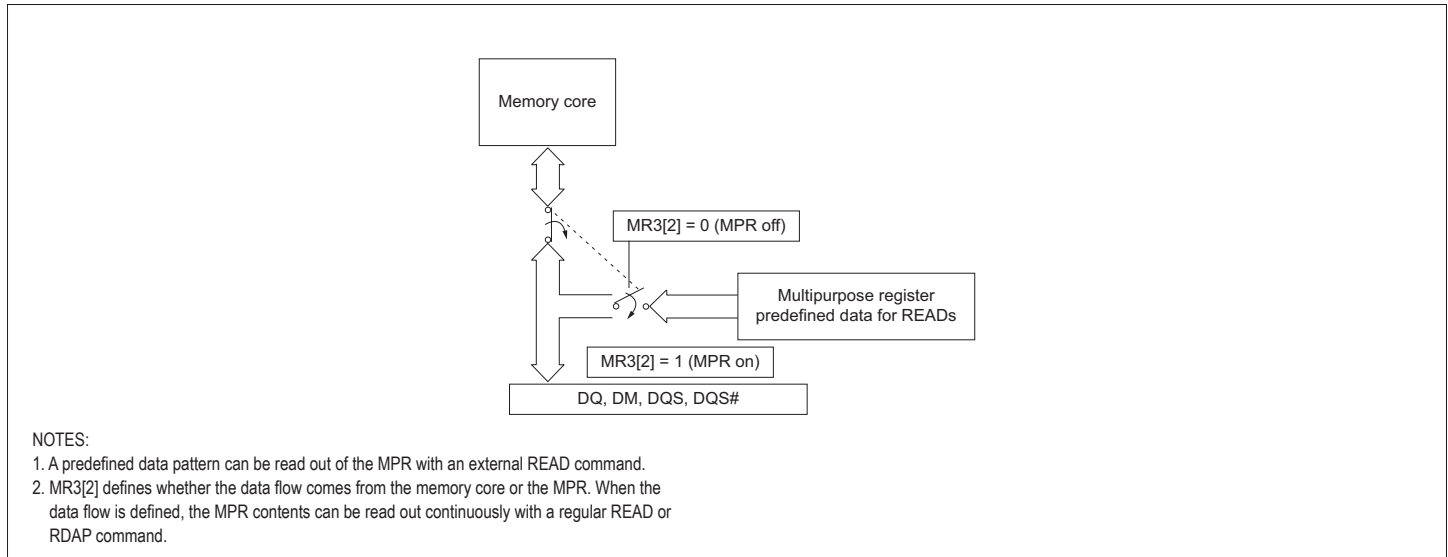 Memory core
MR3[2] = 0 (MPR off)
Multipurpose register
predefined data for READs
MR3[2] = 1 (MPR on)
DQ, DM, DQS, DQS#
NOTES:
1. A predefined data pattern can be read out of the MPR with an external READ command.
2. MR3[2] defines whether the data flow comes from the memory core or the MPR. When the
data flow is defined, the MPR contents can be read out continuously with a regular READ or
RDAP command.